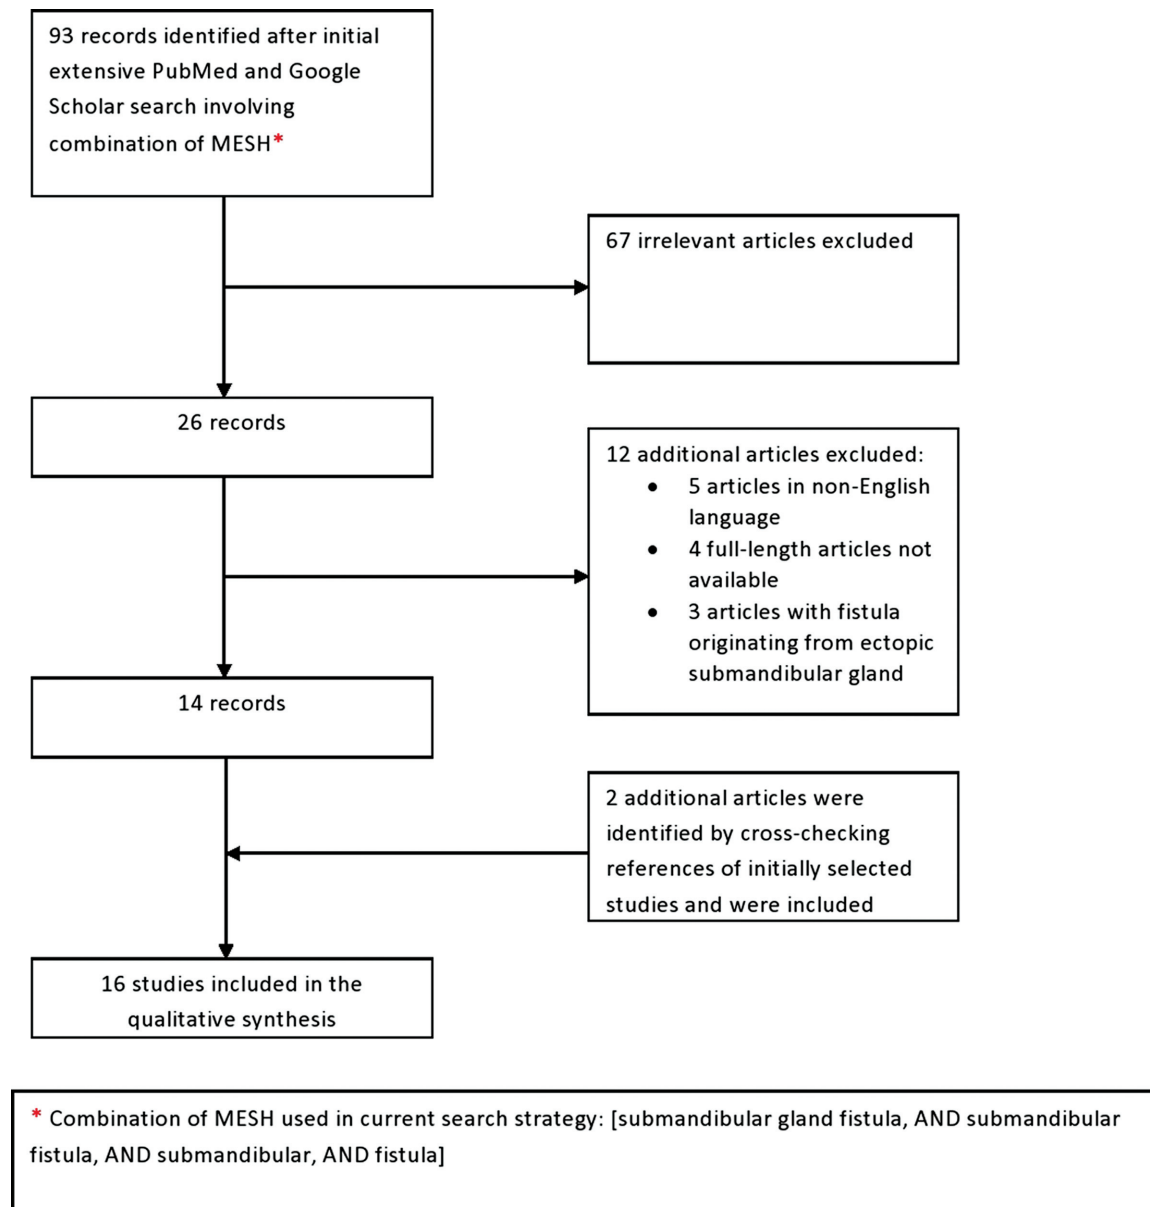 93 records identified after initial
extensive PubMed and Google
Scholar search involving
combination of MESH*
67 irrelevant articles excluded
26 records
12 additional articles excluded:
• 5 articles in non-English
language
• 4 full-length articles not
available
• 3 articles with fistula
originating from ectopic
submandibular gland
14 records
2 additional articles were
identified by cross-checking
references of initially selected
studies and were included
16 studies included in the
qualitative synthesis
* Combination of MESH used in current search strategy: [submandibular gland fistula, AND submandibular
fistula, AND submandibular, AND fistula]